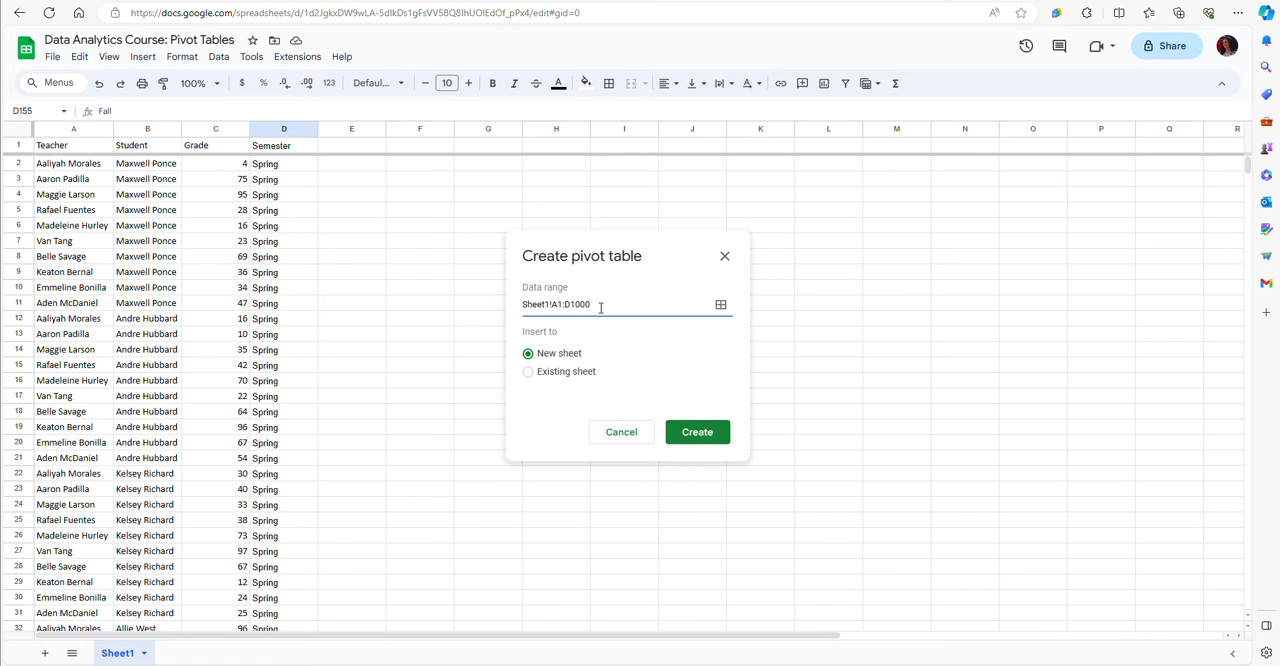 https://docs.google.com/spreadsheets/d/1d2JgkxDW9wLA-5dlkDs1gFsVV5BQ8lhUOlEdOf_pPx4/edit#gid=0
Data Analytics Course: Pivot Tables
File Edit View Insert Format Data Tools Extensions Help
Share
Menus 100% $ % .0 .00 123 Defaul... 10 B I A
D155 fx Fall
A B C D E F G H I J K L M N O P Q R
1 Teacher Student Grade Semester
2 Aaliyah Morales Maxwell Ponce 4 Spring
3 Aaron Padilla Maxwell Ponce 75 Spring
4 Maggie Larson Maxwell Ponce 95 Spring
5 Rafael Fuentes Maxwell Ponce 28 Spring
6 Madeleine Hurley Maxwell Ponce 16 Spring
7 Van Tang Maxwell Ponce 23 Spring
8 Belle Savage Maxwell Ponce 69 Spring
9 Keaton Bernal Maxwell Ponce 36 Spring
10 Emmeline Bonilla Maxwell Ponce 34 Spring
11 Aden McDaniel Maxwell Ponce 47 Spring
12 Aaliyah Morales Andre Hubbard 16 Spring
13 Aaron Padilla Andre Hubbard 10 Spring
14 Maggie Larson Andre Hubbard 35 Spring
15 Rafael Fuentes Andre Hubbard 42 Spring
16 Madeleine Hurley Andre Hubbard 70 Spring
17 Van Tang Andre Hubbard 22 Spring
18 Belle Savage Andre Hubbard 64 Spring
19 Keaton Bernal Andre Hubbard 96 Spring
20 Emmeline Bonilla Andre Hubbard 67 Spring
21 Aden McDaniel Andre Hubbard 54 Spring
22 Aaliyah Morales Kelsey Richard 30 Spring
23 Aaron Padilla Kelsey Richard 40 Spring
24 Maggie Larson Kelsey Richard 33 Spring
25 Rafael Fuentes Kelsey Richard 38 Spring
26 Madeleine Hurley Kelsey Richard 73 Spring
27 Van Tang Kelsey Richard 97 Spring
28 Belle Savage Kelsey Richard 67 Spring
29 Keaton Bernal Kelsey Richard 12 Spring
30 Emmeline Bonilla Kelsey Richard 24 Spring
31 Aden McDaniel Kelsey Richard 25 Spring
32 Aaliyah Morales Allie West 96 Spring
Create pivot table
Data range
Sheet1!A1:D1000
Insert to
New sheet
Existing sheet
Cancel Create
Sheet1